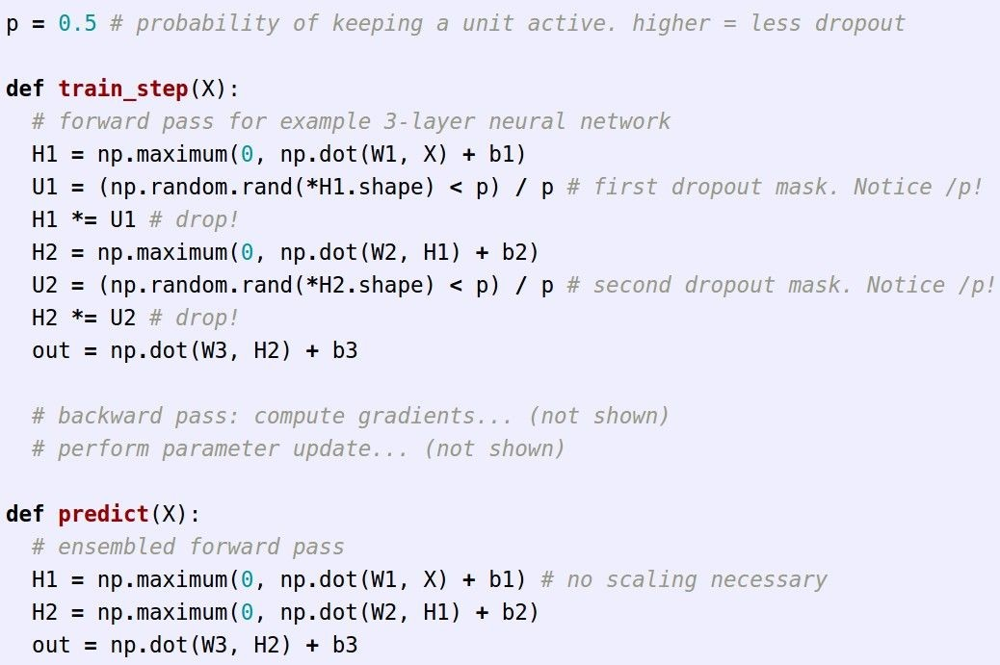 p = 0.5 # probability of keeping a unit active. higher = less dropout
def train_step(X):
# forward pass for example 3-layer neural network
H1 = np.maximum(0, np.dot(W1, X) + b1)
U1 = (np.random.rand(*H1.shape) < p) / p # first dropout mask. Notice /p!
H1 *= U1 # drop!
H2 = np.maximum(0, np.dot(W2, H1) + b2)
U2 = (np.random.rand(*H2.shape) < p) / p # second dropout mask. Notice /p!
H2 *= U2 # drop!
out = np.dot(W3, H2) + b3
# backward pass: compute gradients... (not shown)
# perform parameter update... (not shown)
def predict(X):
# ensembled forward pass
H1 = np.maximum(0, np.dot(W1, X) + b1) # no scaling necessary
H2 = np.maximum(0, np.dot(W2, H1) + b2)
out = np.dot(W3, H2) + b3